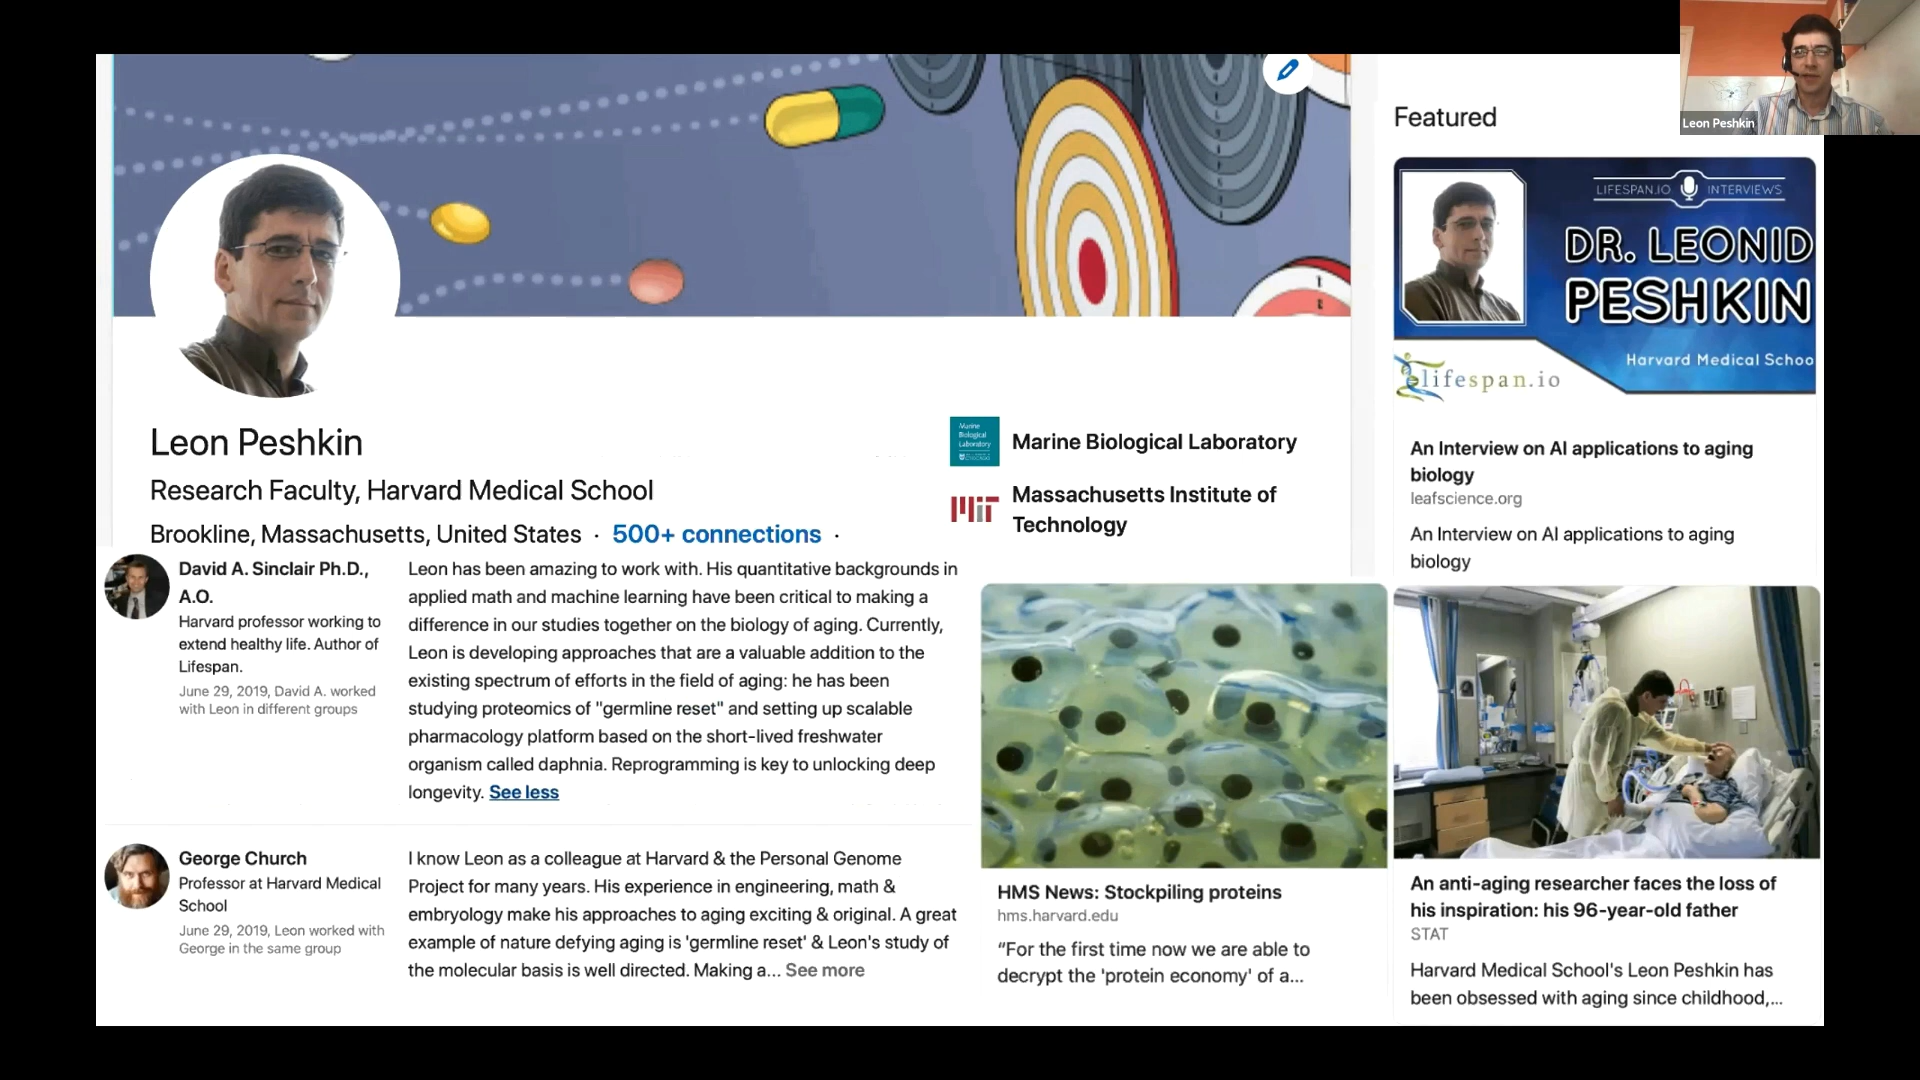 Leon Peshkin
Featured
LIFESPAN.IO INTERVIEWS
DR. LEONID
PESHKIN
Harvard Medical Schoo
lifespan.io
An Interview on AI applications to aging
biology
leafscience.org
An Interview on AI applications to aging
biology
Leon Peshkin
Research Faculty, Harvard Medical School
Brookline, Massachusetts, United States · 500+ connections ·
Marine
Biological
Laboratory
Marine Biological Laboratory
MIT
Massachusetts Institute of
Technology
David A. Sinclair Ph.D.,
A.O.
Harvard professor working to
extend healthy life. Author of
Lifespan.
June 29, 2019, David A. worked
with Leon in different groups
Leon has been amazing to work with. His quantitative backgrounds in
applied math and machine learning have been critical to making a
difference in our studies together on the biology of aging. Currently,
Leon is developing approaches that are a valuable addition to the
existing spectrum of efforts in the field of aging: he has been
studying proteomics of "germline reset" and setting up scalable
pharmacology platform based on the short-lived freshwater
organism called daphnia. Reprogramming is key to unlocking deep
longevity. See less
George Church
Professor at Harvard Medical
School
June 29, 2019, Leon worked with
George in the same group
I know Leon as a colleague at Harvard & the Personal Genome
Project for many years. His experience in engineering, math &
embryology make his approaches to aging exciting & original. A great
example of nature defying aging is 'germline reset' & Leon's study of
the molecular basis is well directed. Making a... See more
HMS News: Stockpiling proteins
hms.harvard.edu
“For the first time now we are able to
decrypt the 'protein economy' of a...
An anti-aging researcher faces the loss of
his inspiration: his 96-year-old father
STAT
Harvard Medical School's Leon Peshkin has
been obsessed with aging since childhood,...